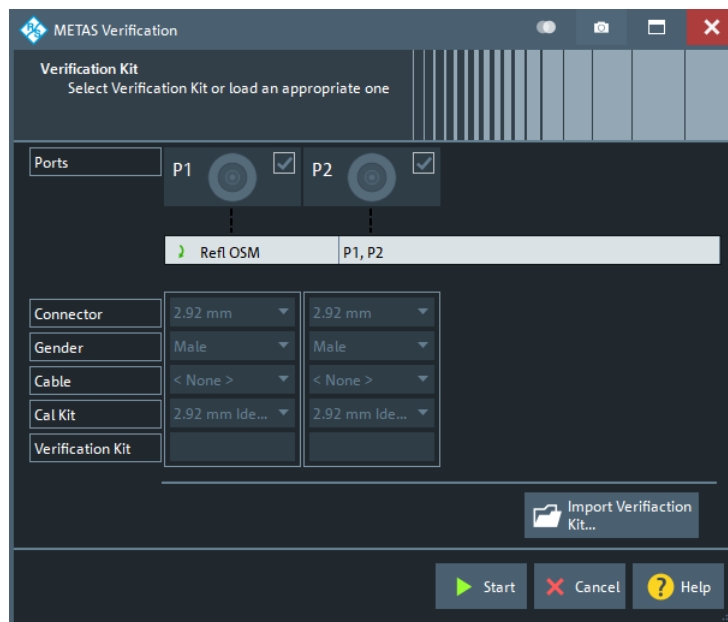 METAS Verification
Verification Kit
Select Verification Kit or load an appropriate one
Ports
P1
P2
Refl OSM
P1, P2
Connector
2.92 mm
2.92 mm
Gender
Male
Male
Cable
< None >
< None >
Cal Kit
2.92 mm Ide...
2.92 mm Ide...
Verification Kit
Import Verifiaction
Kit...
Start
Cancel
? Help